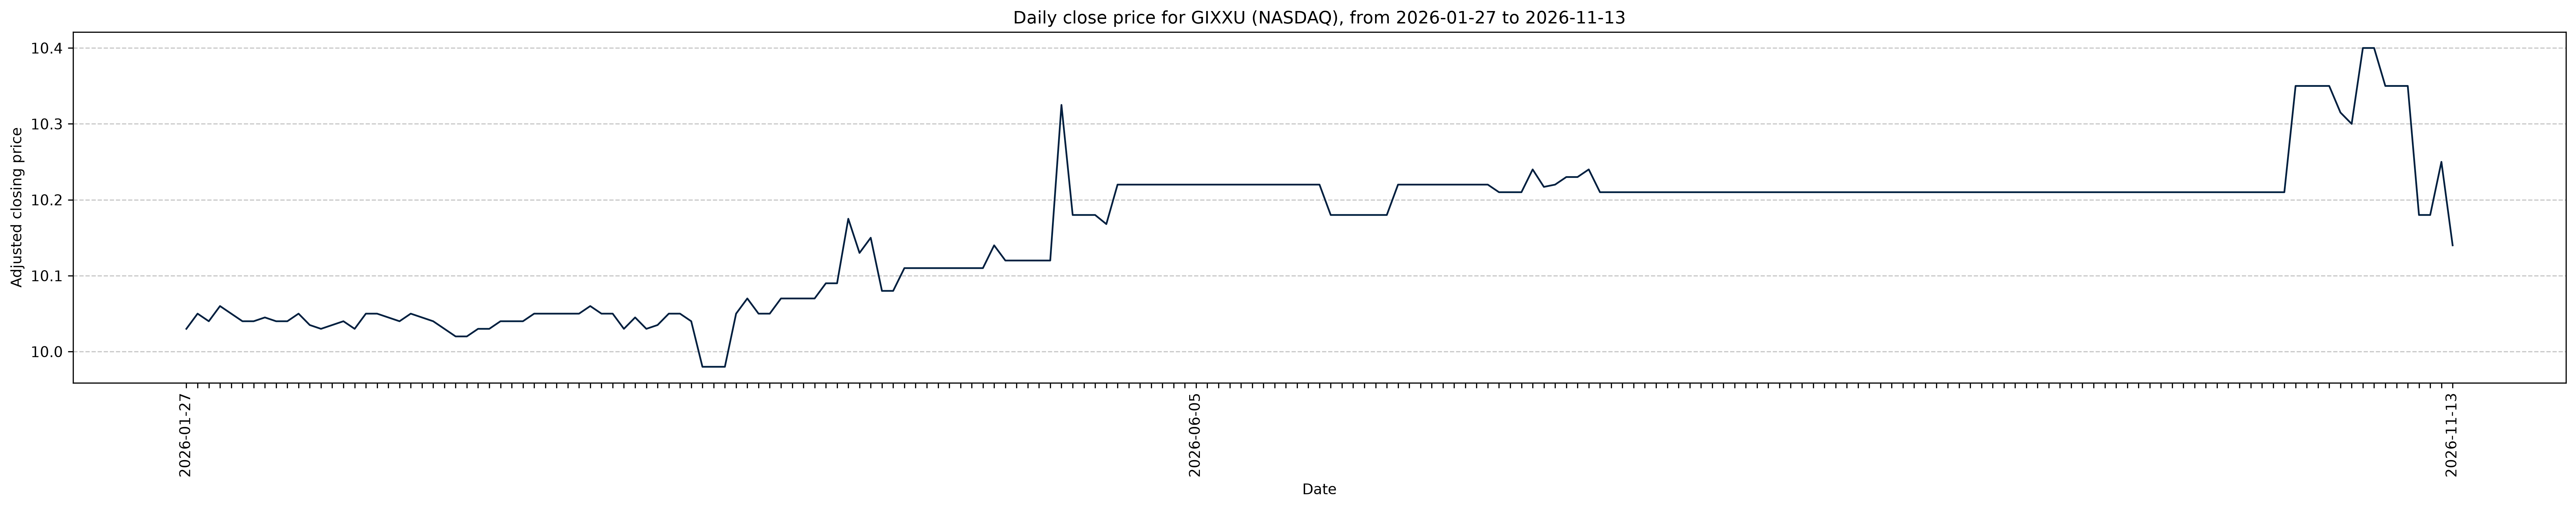 Daily close price for GIXXU (NASDAQ), from 2026-01-27 to 2026-11-13
Adjusted closing price
10.4
10.3
10.2
10.1
10.0
2026-01-27
2026-06-05
2026-11-13
Date